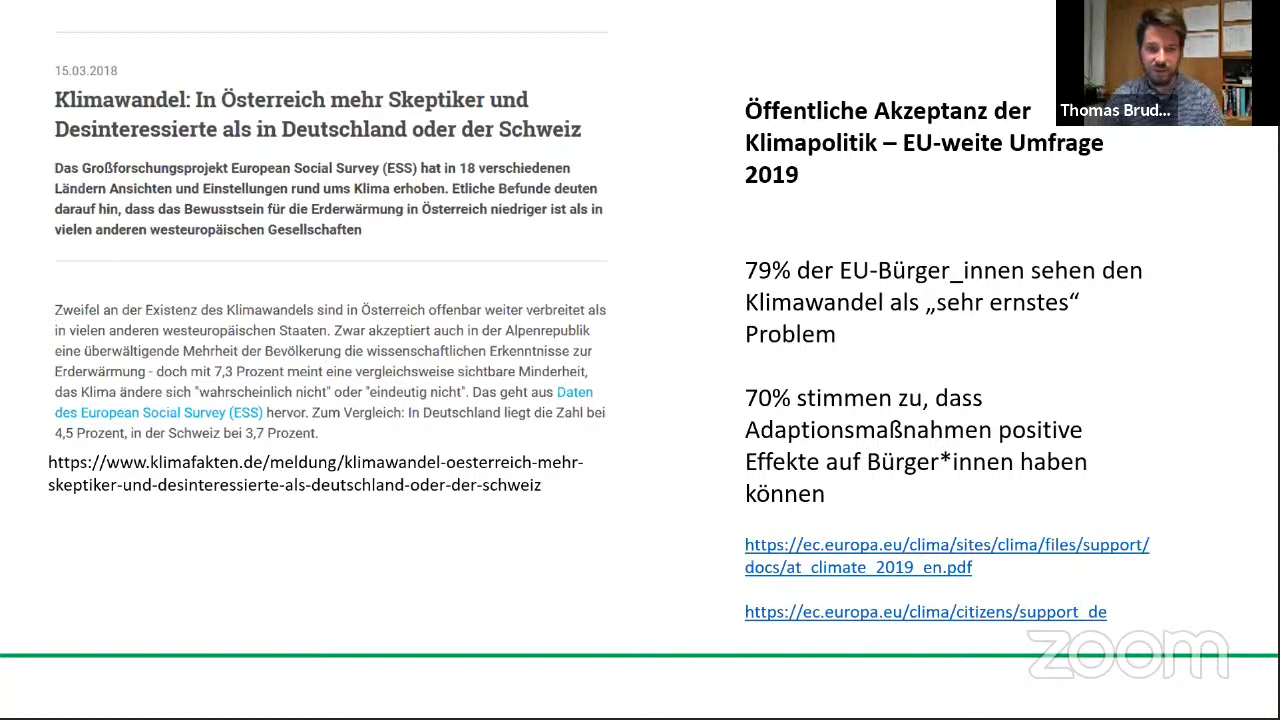 15.03.2018
Klimawandel: In Österreich mehr Skeptiker und
Desinteressierte als in Deutschland oder der Schweiz
Das Großforschungsprojekt European Social Survey (ESS) hat in 18 verschiedenen
Ländern Ansichten und Einstellungen rund ums Klima erhoben. Etliche Befunde deuten
darauf hin, dass das Bewusstsein für die Erderwärmung in Österreich niedriger ist als in
vielen anderen westeuropäischen Gesellschaften
Zweifel an der Existenz des Klimawandels sind in Österreich offenbar weiter verbreitet als
in vielen anderen westeuropäischen Staaten. Zwar akzeptiert auch in der Alpenrepublik
eine überwältigende Mehrheit der Bevölkerung die wissenschaftlichen Erkenntnisse zur
Erderwärmung - doch mit 7,3 Prozent meint eine vergleichsweise sichtbare Minderheit,
das Klima ändere sich "wahrscheinlich nicht" oder "eindeutig nicht". Das geht aus Daten
des European Social Survey (ESS) hervor. Zum Vergleich: In Deutschland liegt die Zahl bei
4,5 Prozent, in der Schweiz bei 3,7 Prozent.
https://www.klimafakten.de/meldung/klimawandel-oesterreich-mehr-
skeptiker-und-desinteressierte-als-deutschland-oder-der-schweiz
Öffentliche Akzeptanz der
Klimapolitik – EU-weite Umfrage
2019
79% der EU-Bürger_innen sehen den
Klimawandel als „sehr ernstes“
Problem
70% stimmen zu, dass
Adaptionsmaßnahmen positive
Effekte auf Bürger*innen haben
können
https://ec.europa.eu/clima/sites/clima/files/support/
docs/at_climate_2019_en.pdf
https://ec.europa.eu/clima/citizens/support_de
Thomas Brud...
zoom